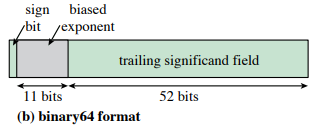 sign biased
bit exponent
trailing significand field
11 bits 52 bits
(b) binary64 format